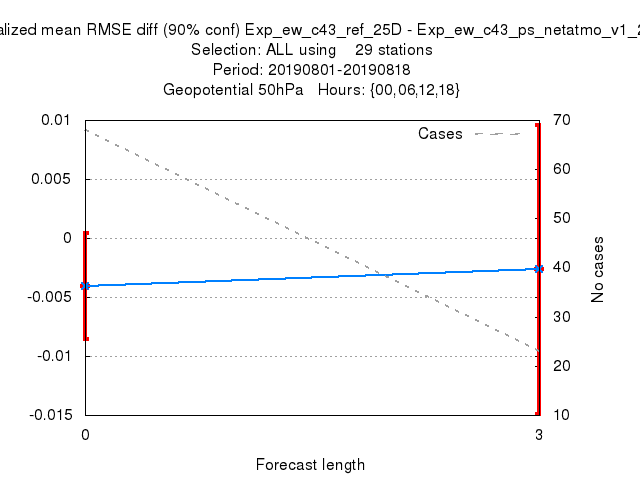 alized mean RMSE diff (90% conf) Exp_ew_c43_ref_25D - Exp_ew_c43_ps_netatmo_v1_2
Selection: ALL using 29 stations
Period: 20190801-20190818
Geopotential 50hPa Hours: {00,06,12,18}
Cases
0.01
0.005
0
-0.005
-0.01
-0.015
70
60
50
40
30
20
10
No cases
0
3
Forecast length